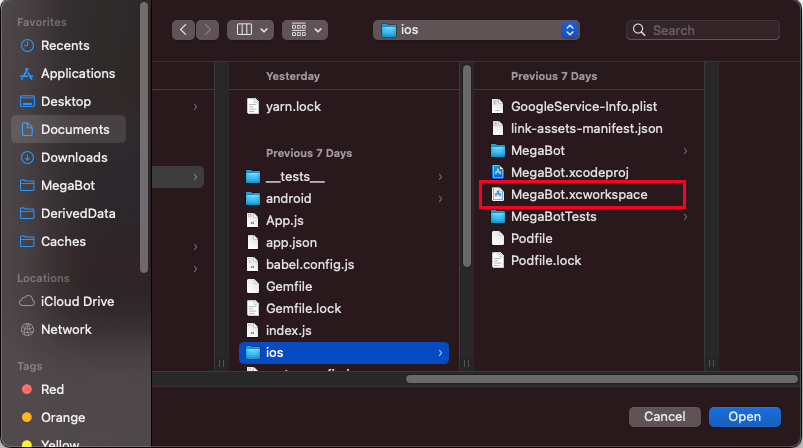 Favorites
Recents
Applications
Desktop
Documents
Downloads
MegaBot
DerivedData
Caches
Locations
iCloud Drive
Network
Tags
Red
Orange
Yellow
ios
Search
Yesterday
yarn.lock
Previous 7 Days
__tests__
android
App.js
app.json
babel.config.js
Gemfile
Gemfile.lock
index.js
ios
Previous 7 Days
GoogleService-Info.plist
link-assets-manifest.json
MegaBot
MegaBot.xcodeproj
MegaBot.xcworkspace
MegaBotTests
Podfile
Podfile.lock
Cancel
Open